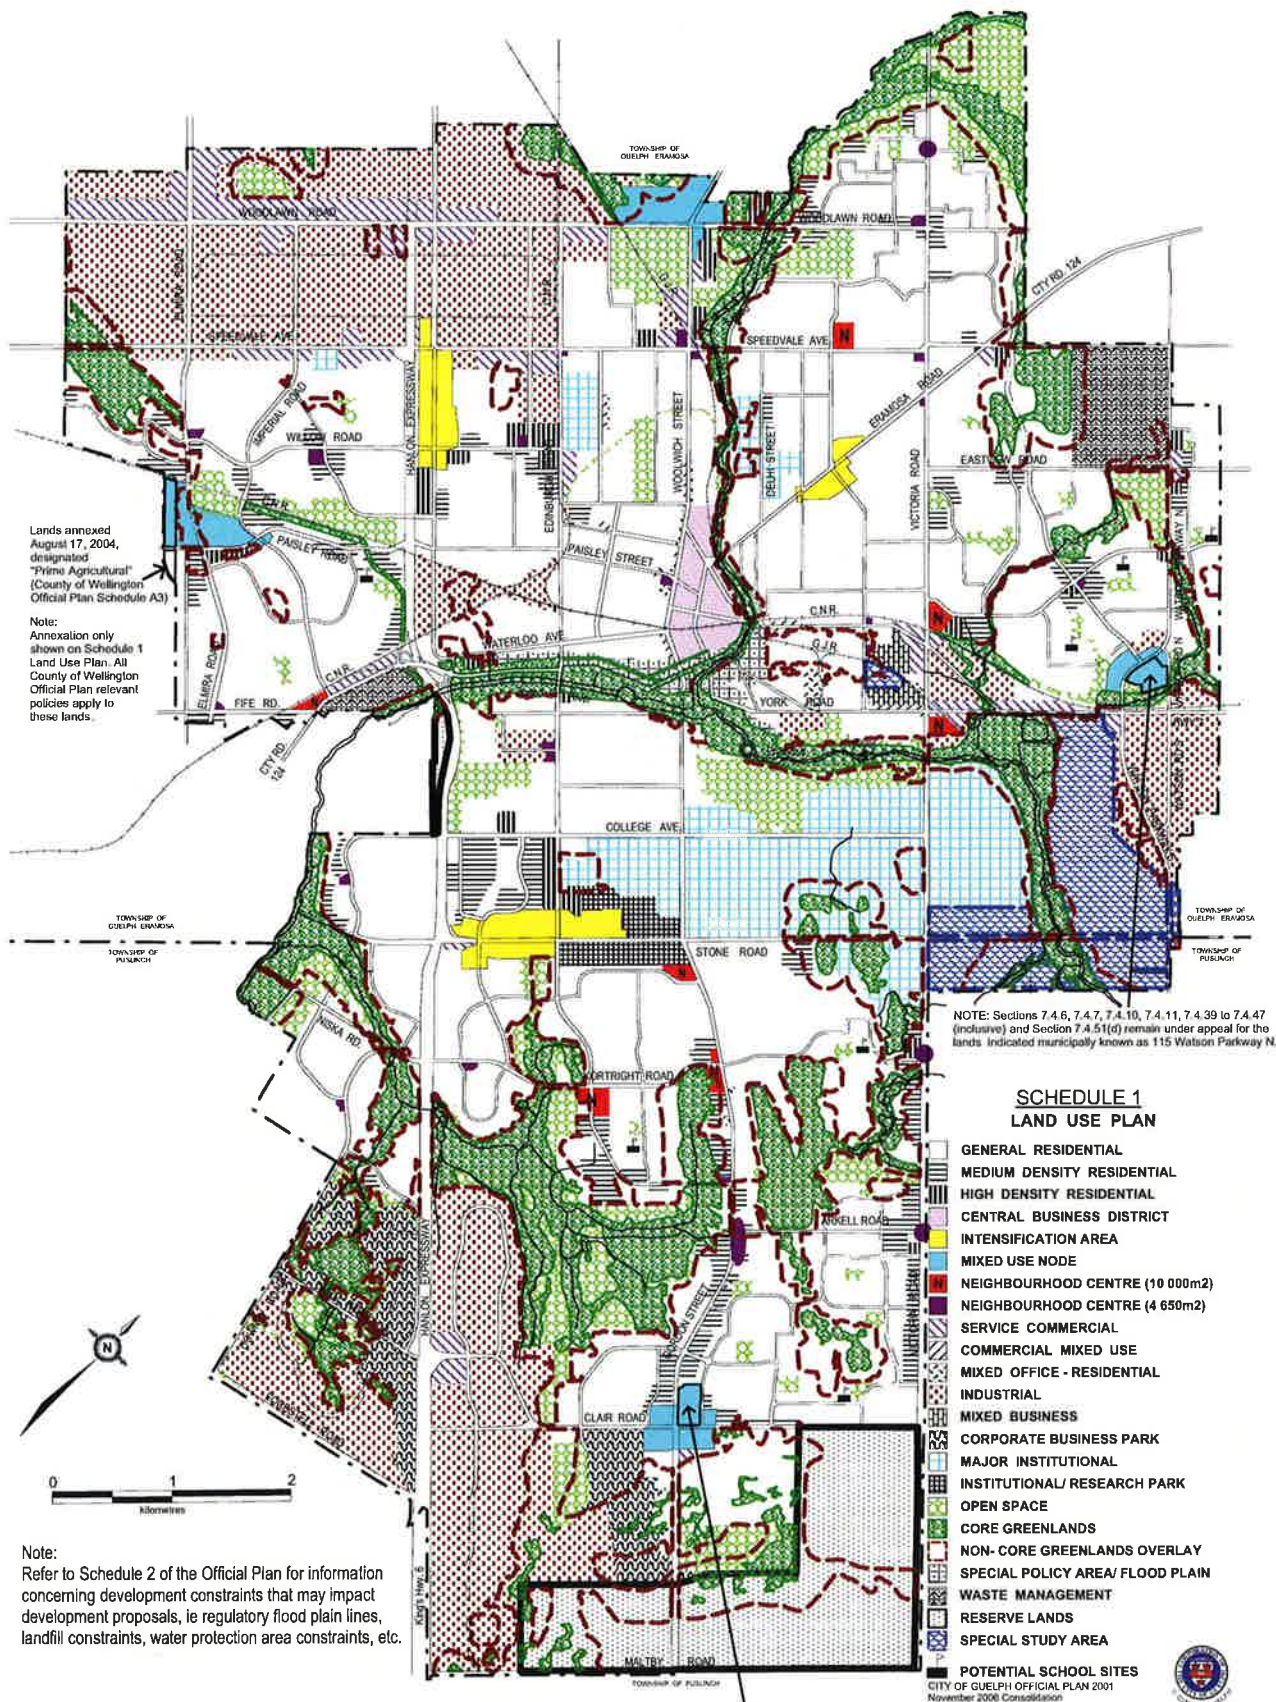 TOWNSHIP OF
GUELPH ERAMOSA
WOODLAWN ROAD
WOODLAWN ROAD
ELMIRA ROAD
CTY RD. 124
SPEEDVALE AVE.
SPEEDVALE AVE.
N
IMPERIAL ROAD
WILLOW ROAD
HANLON EXPRESSWAY
WOOLWICH STREET
DELHI STREET
ERAMOSA ROAD
VICTORIA ROAD
EASTVIEW ROAD
EDINBURGH
C.N.R.
PAISLEY ROAD
PAISLEY STREET
Lands annexed
August 17, 2004,
designated
"Prime Agricultural"
(County of Wellington
Official Plan Schedule A3)
Note:
Annexation only
shown on Schedule 1
Land Use Plan. All
County of Wellington
Official Plan relevant
policies apply to
these lands.
C.N.R.
G.J.R.
N
WATERLOO AVE
C.N.R.
ELMIRA ROAD
FIFE RD.
N
YORK ROAD
N
CTY RD.
124
COLLEGE AVE.
TOWNSHIP OF
GUELPH ERAMOSA
TOWNSHIP OF
PUSLINCH
STONE ROAD
N
TOWNSHIP OF
GUELPH ERAMOSA
TOWNSHIP OF
PUSLINCH
NISKA RD.
NOTE: Sections 7.4.6, 7.4.7, 7.4.10, 7.4.11, 7.4.39 to 7.4.47
(inclusive) and Section 7.4.51(d) remain under appeal for the
lands indicated municipally known as 115 Watson Parkway N.
KORTRIGHT ROAD
N
N
ARKELL ROAD
HANLON EXPRESSWAY
GORDON STREET
CLAIR ROAD
King's Hwy. 6
MALTBY ROAD
TOWNSHIP OF PUSLINCH
SCHEDULE 1
LAND USE PLAN
GENERAL RESIDENTIAL
MEDIUM DENSITY RESIDENTIAL
HIGH DENSITY RESIDENTIAL
CENTRAL BUSINESS DISTRICT
INTENSIFICATION AREA
MIXED USE NODE
N NEIGHBOURHOOD CENTRE (10 000m2)
NEIGHBOURHOOD CENTRE (4 650m2)
SERVICE COMMERCIAL
COMMERCIAL MIXED USE
MIXED OFFICE - RESIDENTIAL
INDUSTRIAL
MIXED BUSINESS
CORPORATE BUSINESS PARK
MAJOR INSTITUTIONAL
INSTITUTIONAL/ RESEARCH PARK
OPEN SPACE
CORE GREENLANDS
NON- CORE GREENLANDS OVERLAY
SPECIAL POLICY AREA/ FLOOD PLAIN
WASTE MANAGEMENT
RESERVE LANDS
SPECIAL STUDY AREA
POTENTIAL SCHOOL SITES
CITY OF GUELPH OFFICIAL PLAN 2001
November 2006 Consolidation
N
0 1 2
kilometres
Note:
Refer to Schedule 2 of the Official Plan for information
concerning development constraints that may impact
development proposals, ie regulatory flood plain lines,
landfill constraints, water protection area constraints, etc.